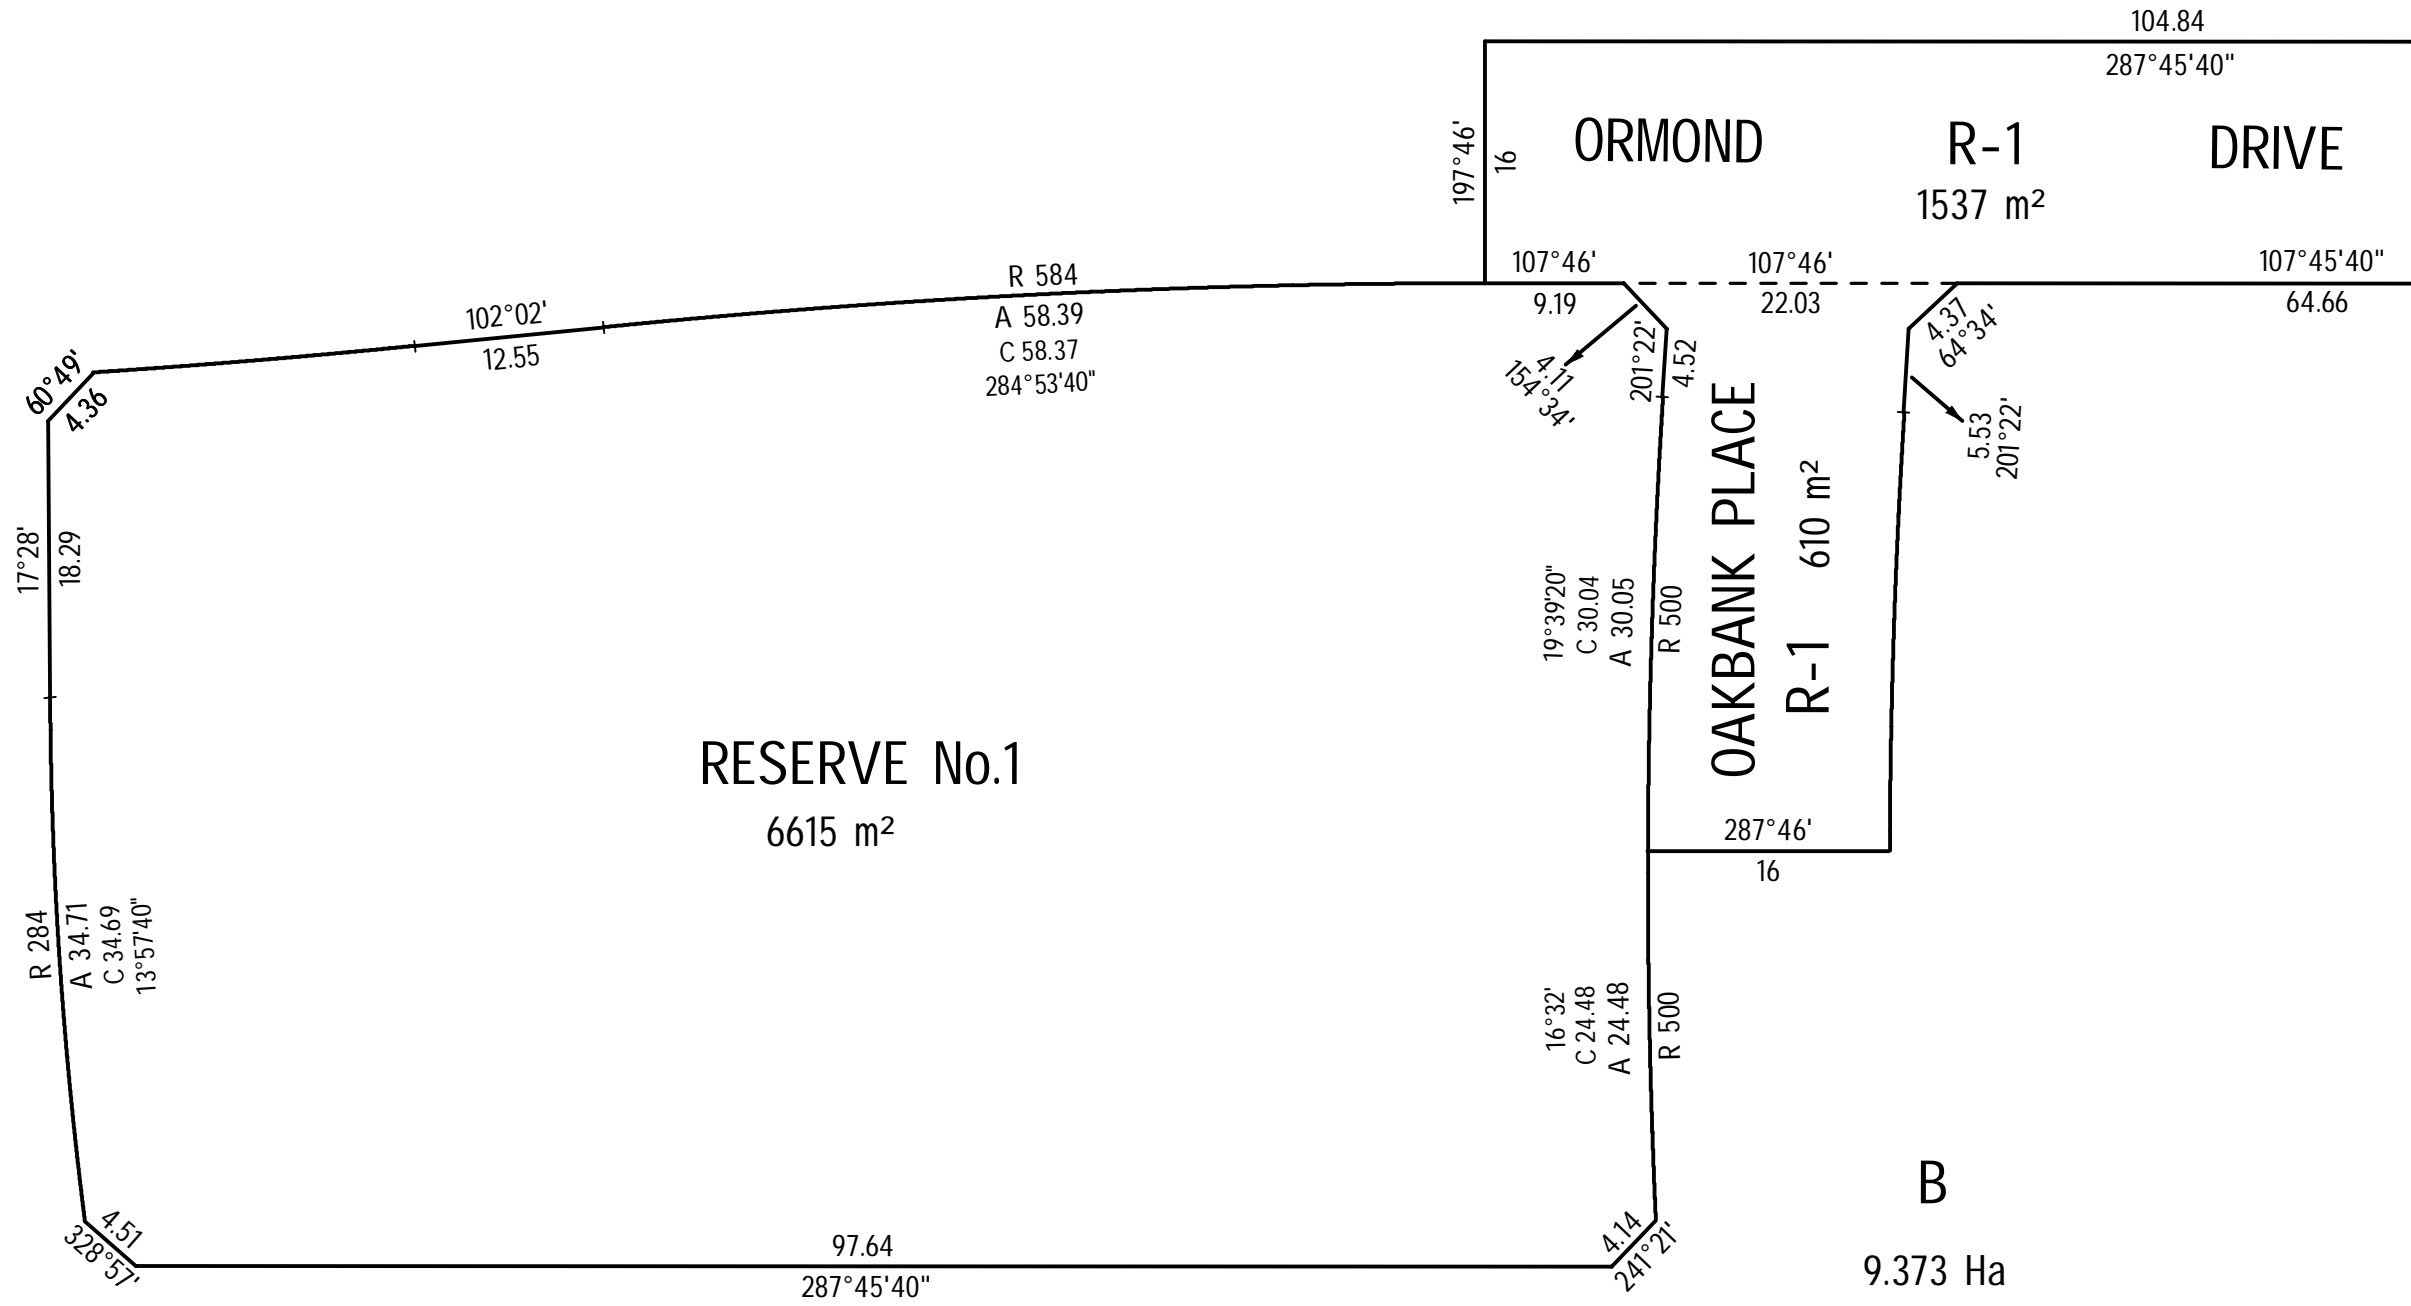 104.84
287°45'40"
ORMOND R-1 DRIVE
1537 m²
197°46'
16
107°46'
9.19
107°46'
22.03
107°45'40"
64.66
R 584
A 58.39
C 58.37
284°53'40"
102°02'
12.55
60°49'
4.36
4.11
154°34'
201°22'
4.52
4.37
64°34'
5.53
201°22'
17°28'
18.29
OAKBANK PLACE
R-1 610 m²
19°39'20"
C 30.04
A 30.05
R 500
RESERVE No.1
6615 m²
287°46'
16
R 284
A 34.71
C 34.69
13°57'40"
16°32'
C 24.48
A 24.48
R 500
4.51
328°57'
97.64
287°45'40"
4.14
241°21'
B
9.373 Ha